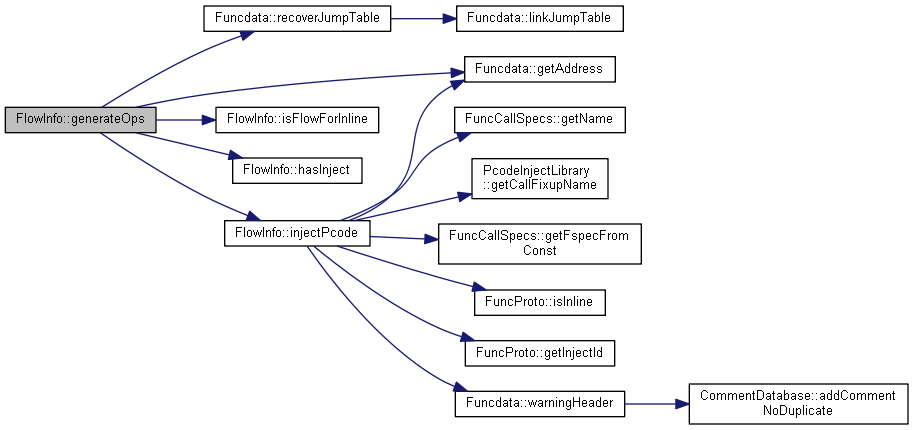 Funcdata::recoverJumpTable
Funcdata::linkJumpTable
Funcdata::getAddress
FlowInfo::generateOps
FlowInfo::isFlowForInline
FuncCallSpecs::getName
FlowInfo::hasInject
PcodeInjectLibrary
::getCallFixupName
FlowInfo::injectPcode
FuncCallSpecs::getFspecFrom
Const
FuncProto::isInline
FuncProto::getInjectId
Funcdata::warningHeader
CommentDatabase::addComment
NoDuplicate